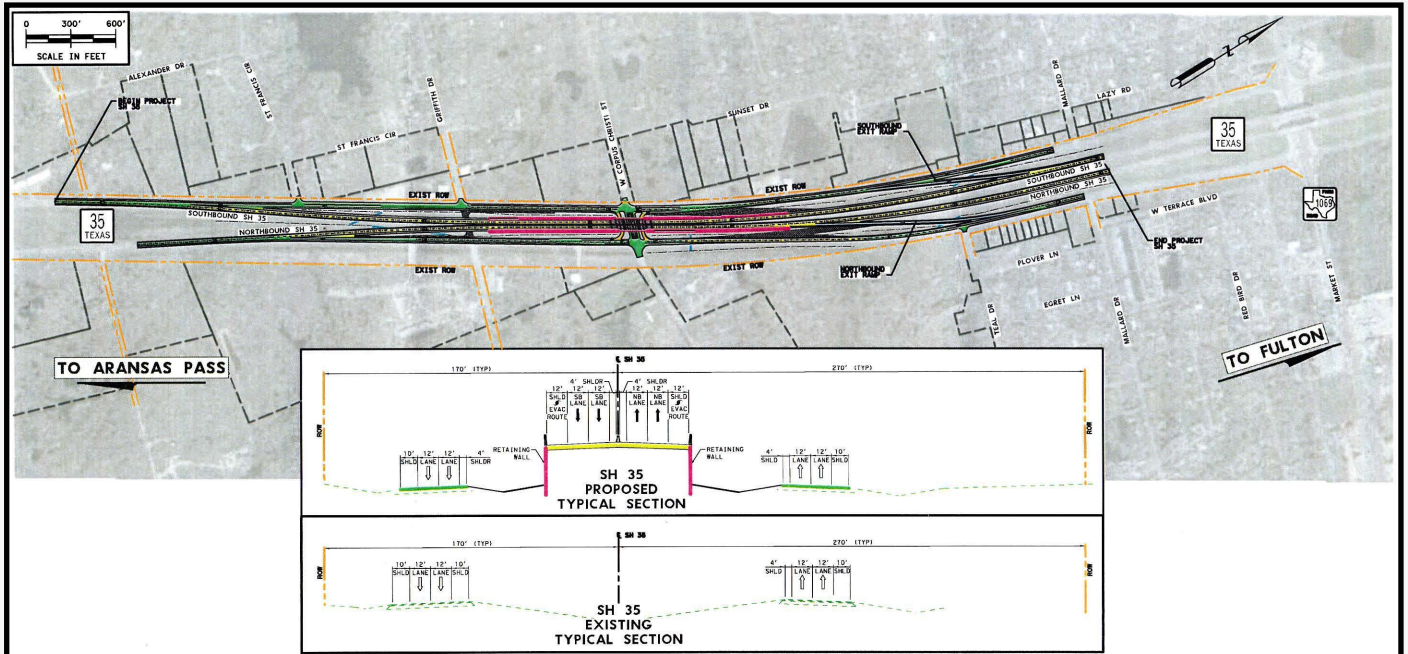 0 300' 600'
SCALE IN FEET
ALEXANDER DR
BEGIN PROJECT
SH 35
ST FRANCIS CIR
GRIFFITH DR
ST FRANCIS CIR
W CORPUS CHRISTI ST
SUNSET DR
SOUTHBOUND
EXIT RAMP
MALLARD DR
LAZY RD
Z
35
TEXAS
EXIST ROW
EXIST ROW
SOUTHBOUND SH 35
NORTHBOUND SH 35
35
TEXAS
SOUTHBOUND SH 35
NORTHBOUND SH 35
1069
W TERRACE BLVD
END PROJECT
SH 35
EXIST ROW
EXIST ROW
NORTHBOUND
EXIT RAMP
PLOVER LN
EGRET LN
TEAL DR
MALLARD DR
RED BIRD DR
MARKET ST
TO ARANSAS PASS
TO FULTON
℄ SH 35
170' (TYP) 270' (TYP)
4' SHLDR 4' SHLDR
12' 12' 12' 12' 12' 12'
SHLD & EVAC ROUTE
SB LANE
SB LANE
NB LANE
NB LANE
SHLD & EVAC ROUTE
ROW
ROW
RETAINING
WALL
RETAINING
WALL
10' 12' 12' 4'
SHLD LANE LANE SHLDR
4' 12' 12' 10'
SHLD LANE LANE SHLD
SH 35
PROPOSED
TYPICAL SECTION
℄ SH 35
170' (TYP) 270' (TYP)
ROW
ROW
10' 12' 12' 10'
SHLD LANE LANE SHLD
4' 12' 12' 10'
SHLD LANE LANE SHLD
SH 35
EXISTING
TYPICAL SECTION